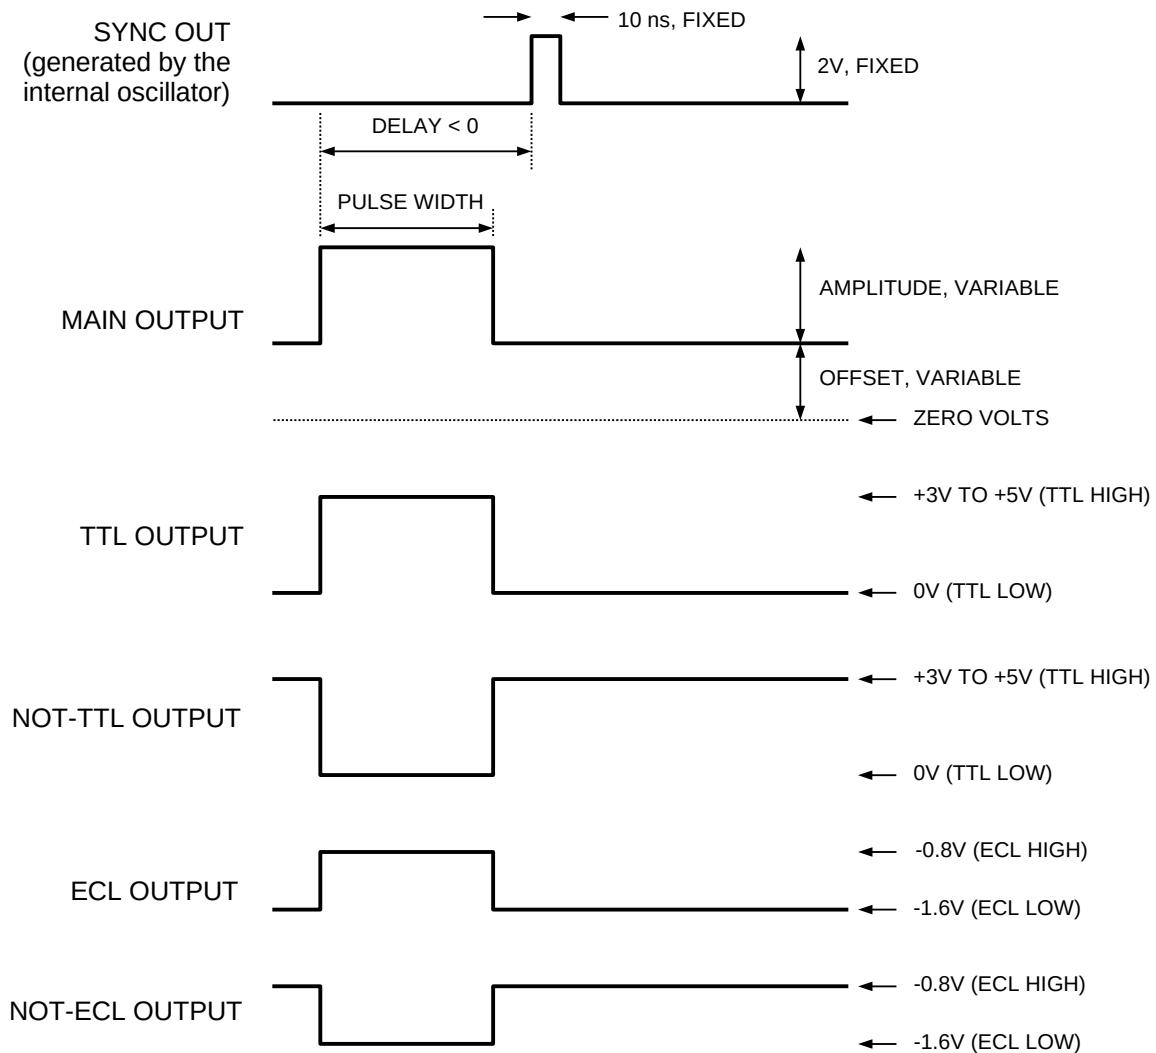 SYNC OUT
(generated by the
internal oscillator)
10 ns, FIXED
2V, FIXED
DELAY < 0
PULSE WIDTH
MAIN OUTPUT
AMPLITUDE, VARIABLE
OFFSET, VARIABLE
ZERO VOLTS
TTL OUTPUT
+3V TO +5V (TTL HIGH)
0V (TTL LOW)
NOT-TTL OUTPUT
+3V TO +5V (TTL HIGH)
0V (TTL LOW)
ECL OUTPUT
-0.8V (ECL HIGH)
-1.6V (ECL LOW)
NOT-ECL OUTPUT
-0.8V (ECL HIGH)
-1.6V (ECL LOW)